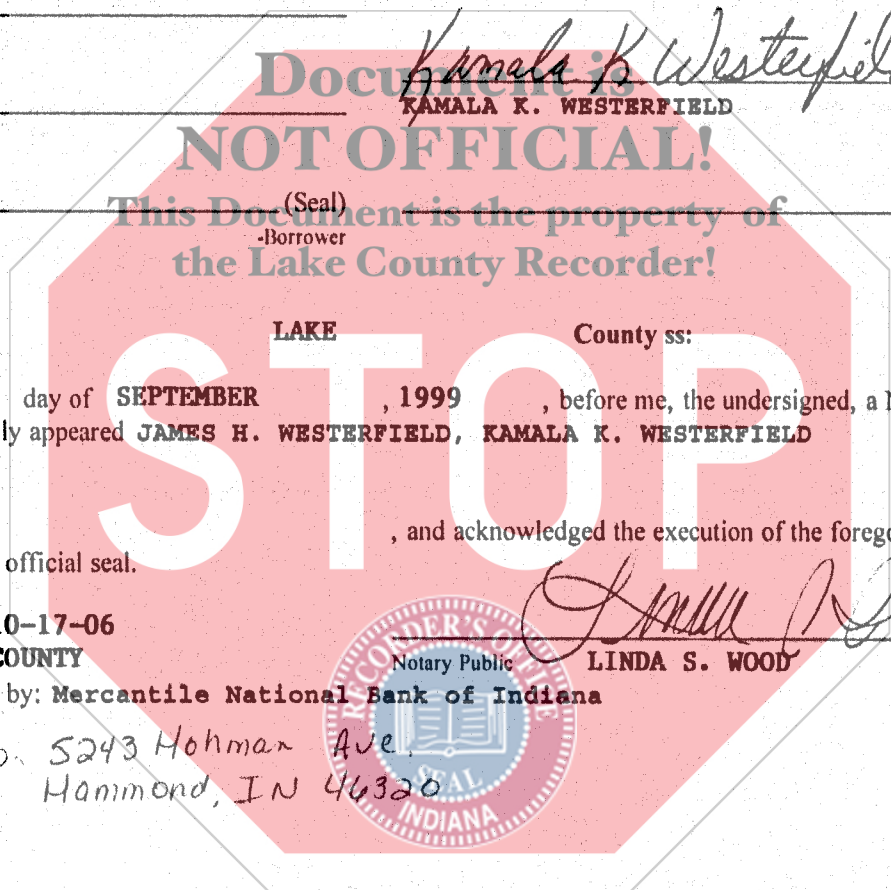 Kamala K Westerfiel
KAMALA K. WESTERFIELD
Document is
NOT OFFICIAL!
This Document is the property of
the Lake County Recorder!
(Seal)
-Borrower
LAKE County ss:
day of SEPTEMBER , 1999 , before me, the undersigned, a
ly appeared JAMES H. WESTERFIELD, KAMALA K. WESTERFIELD
STOP
, and acknowledged the execution of the forego
official seal.
0-17-06
COUNTY
Notary Public LINDA S. WOOD
by: Mercantile National Bank of Indiana
5243 Hohman Ave.
Hammond, IN 46320
RECORDER'S OFFICE
SEAL
INDIANA